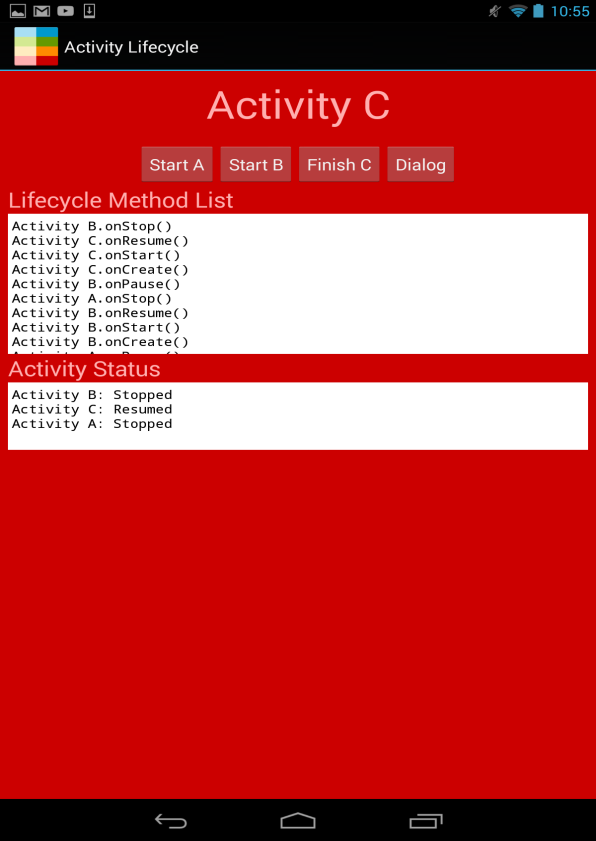 10:55
Activity Lifecycle
Activity C
Start A Start B Finish C Dialog
Lifecycle Method List
Activity B.onStop()
Activity C.onResume()
Activity C.onStart()
Activity C.onCreate()
Activity B.onPause()
Activity A.onStop()
Activity B.onResume()
Activity B.onStart()
Activity B.onCreate()
Activity Status
Activity B: Stopped
Activity C: Resumed
Activity A: Stopped